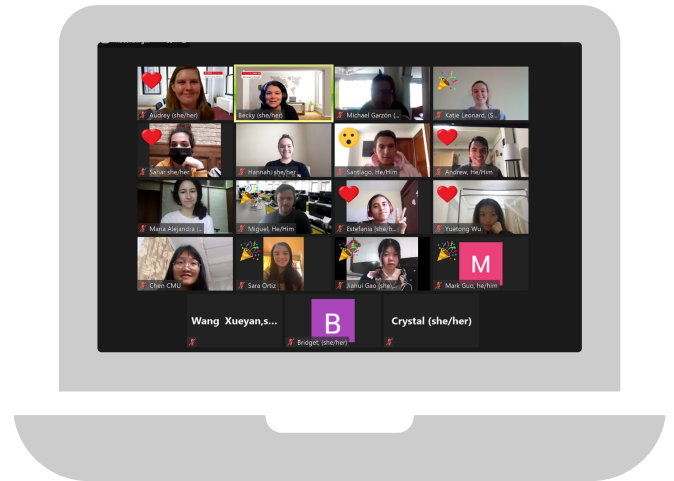 Audrey (she/her)
Becky (she/her)
Michael Garzón (...
Katie Leonard, (S...
Sahar she/her
Hannah, she/her
Santiago, He/Him
Andrew, He/Him
Maria Alejandra (...
Miguel, He/Him
Estefania (she/h...
Yuetong Wu
Chen CMU
Sara Ortiz
Jiahui Gao (she\...
M
Mark Guo, he/him
Wang Xueyan,s...
B
Bridget, (she/her)
Crystal (she/her)